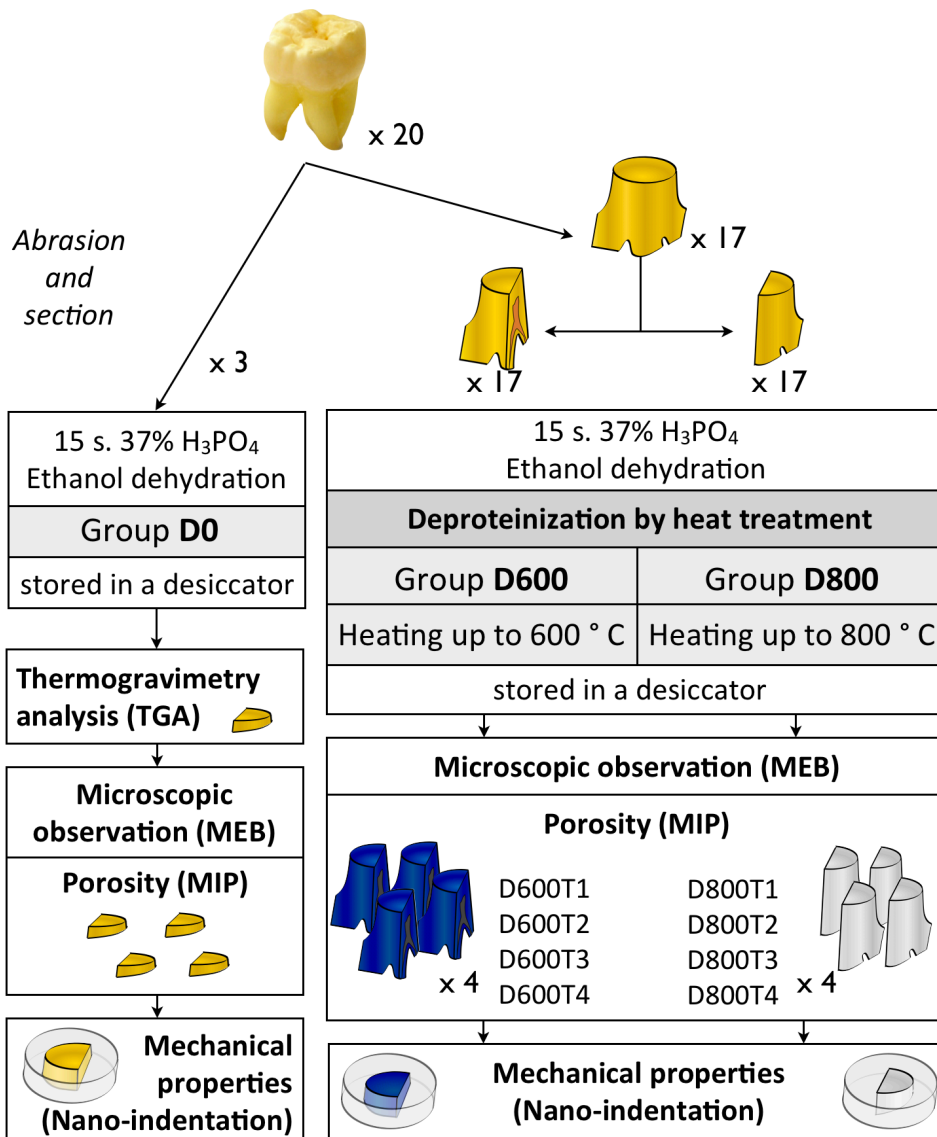 x 20
x 17
Abrasion
and
section
x 3
x 17
x 17
15 s. 37% H₃PO₄
Ethanol dehydration
Group D0
stored in a desiccator
Thermogravimetry
analysis (TGA)
Microscopic
observation (MEB)
Porosity (MIP)
Mechanical
properties
(Nano-indentation)
15 s. 37% H₃PO₄
Ethanol dehydration
Deproteinization by heat treatment
Group D600
Group D800
Heating up to 600 ° C
Heating up to 800 ° C
stored in a desiccator
Microscopic observation (MEB)
Porosity (MIP)
D600T1
D600T2
D600T3
D600T4
x 4
D800T1
D800T2
D800T3
D800T4
x 4
Mechanical properties
(Nano-indentation)